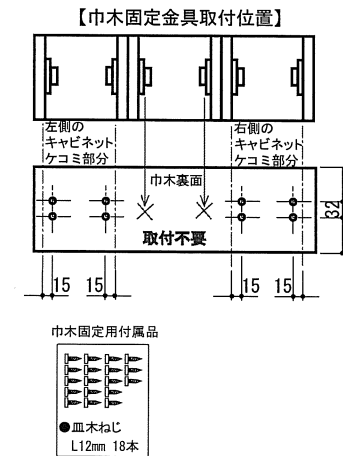 【巾木固定金具取付位置】
左側の
キャビネット
ケコミ部分
右側の
キャビネット
ケコミ部分
巾木裏面
取付不要
32
15
15
15
15
巾木固定用付属品
●皿木ねじ
L12mm 18本